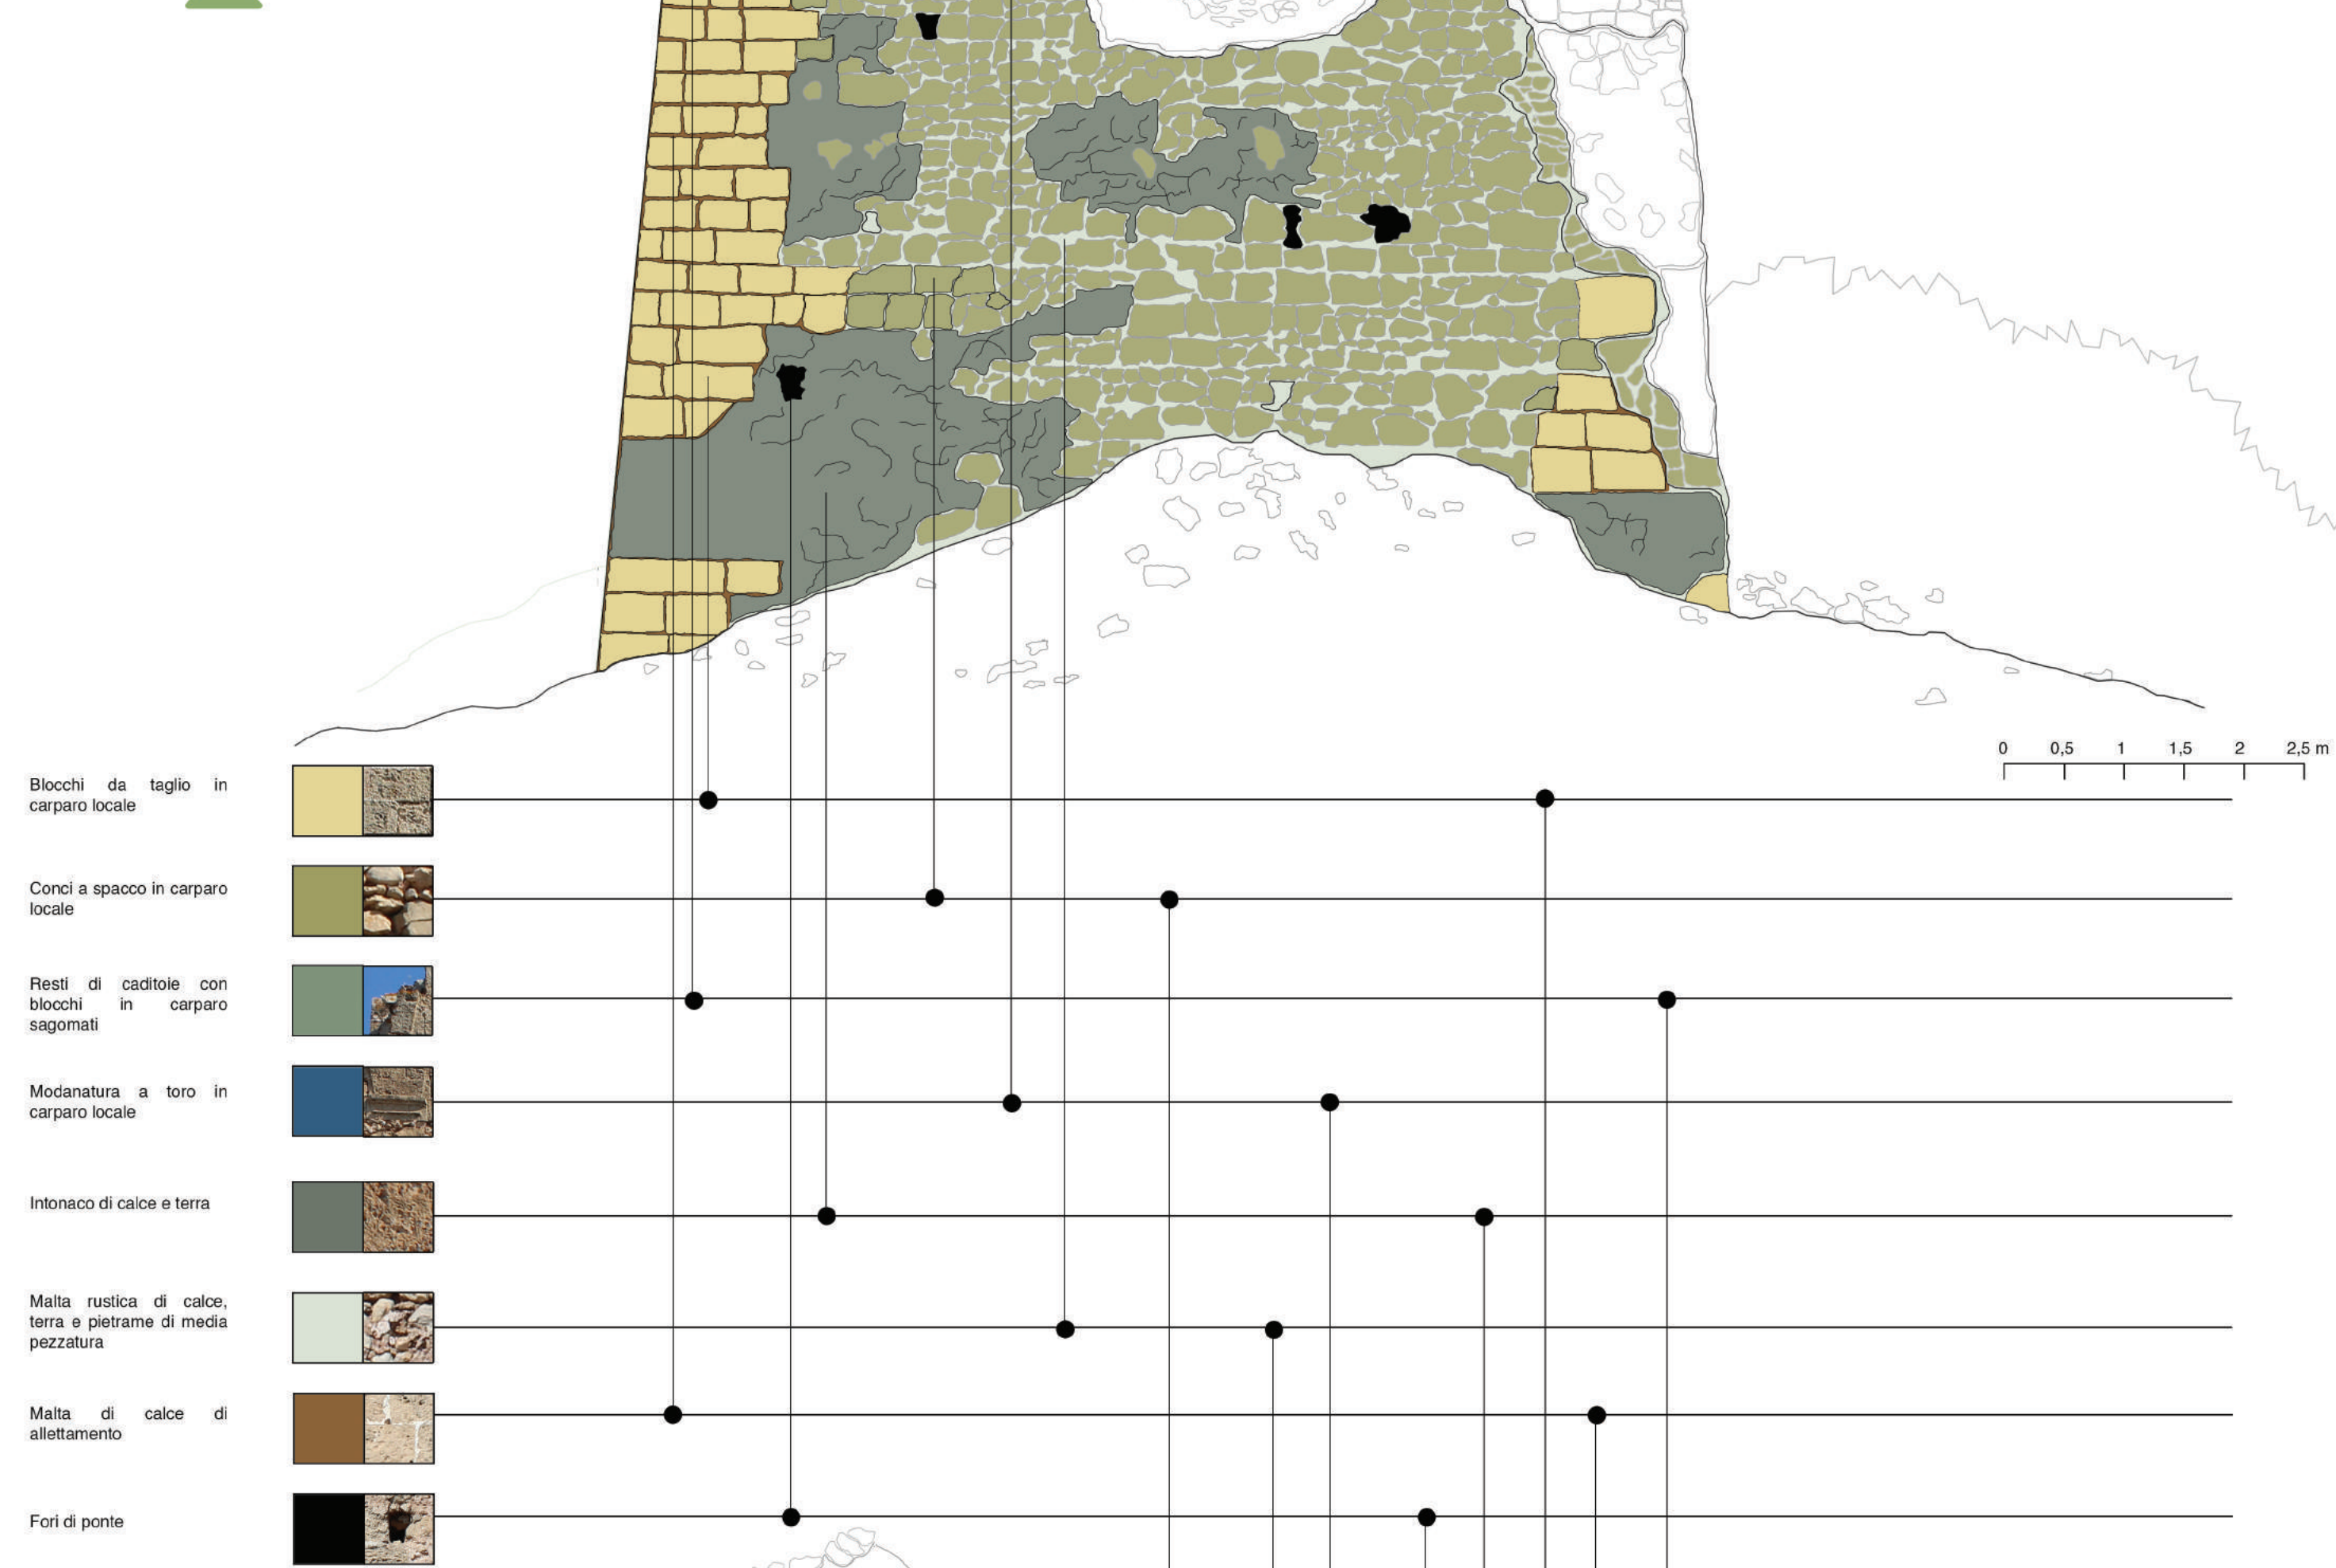 0 0,5 1 1,5 2 2,5 m
Blocchi da taglio in
carparo locale
Conci a spacco in carparo
locale
Resti di caditoie con
blocchi in carparo
sagomati
Modanatura a toro in
carparo locale
Intonaco di calce e terra
Malta rustica di calce,
terra e pietrame di media
pezzatura
Malta di calce di
allettamento
Fori di ponte